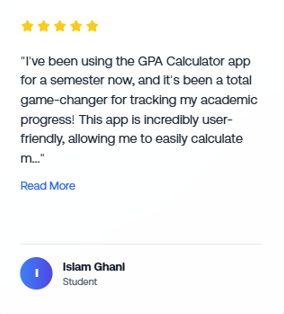 "I've been using the GPA Calculator app
for a semester now, and it's been a total
game-changer for tracking my academic
progress! This app is incredibly user-
friendly, allowing me to easily calculate
m..."
Read More
I
Islam Ghani
Student